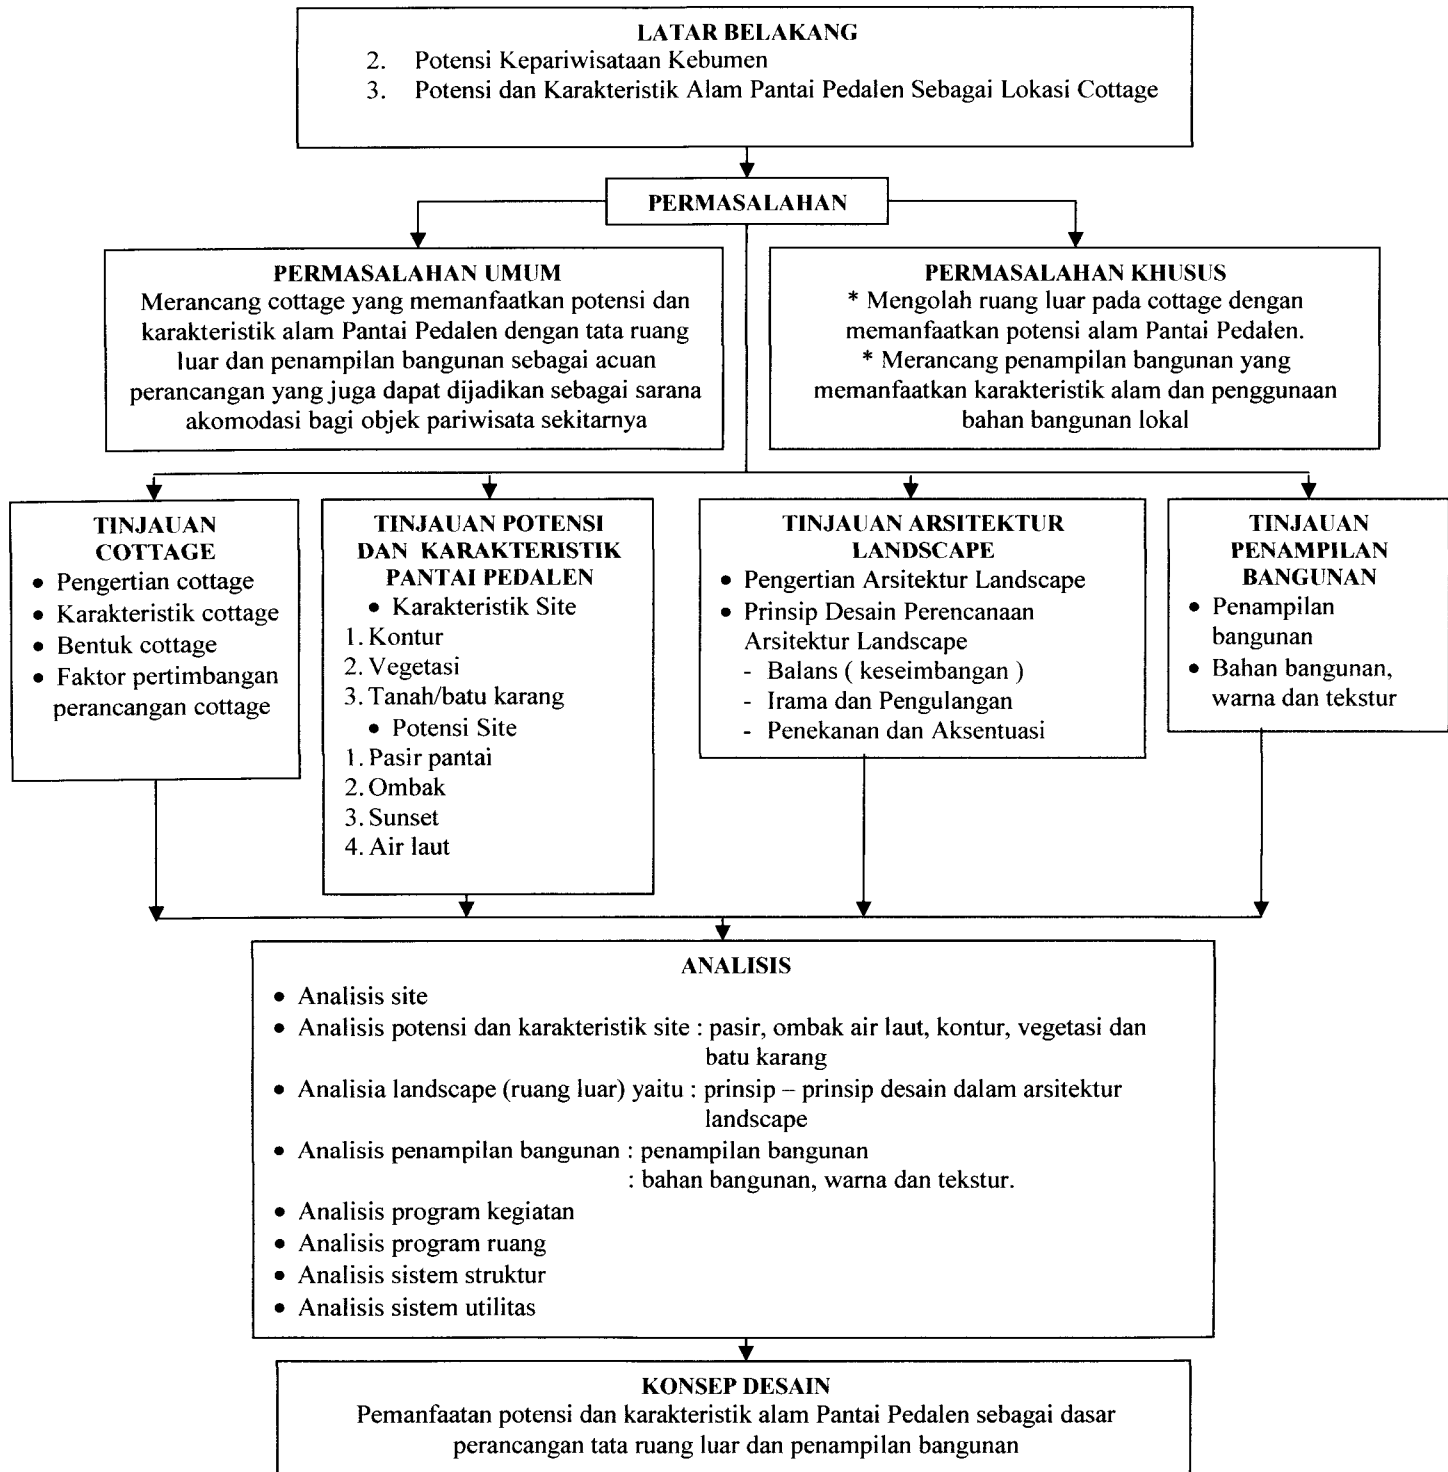 LATAR BELAKANG
2. Potensi Kepariwisataan Kebumen
3. Potensi dan Karakteristik Alam Pantai Pedalen Sebagai Lokasi Cottage
PERMASALAHAN
PERMASALAHAN UMUM
Merancang cottage yang memanfaatkan potensi dan
karakteristik alam Pantai Pedalen dengan tata ruang
luar dan penampilan bangunan sebagai acuan
perancangan yang juga dapat dijadikan sebagai sarana
akomodasi bagi objek pariwisata sekitarnya
PERMASALAHAN KHUSUS
* Mengolah ruang luar pada cottage dengan
memanfaatkan potensi alam Pantai Pedalen.
* Merancang penampilan bangunan yang
memanfaatkan karakteristik alam dan penggunaan
bahan bangunan lokal
TINJAUAN
COTTAGE
• Pengertian cottage
• Karakteristik cottage
• Bentuk cottage
• Faktor pertimbangan
perancangan cottage
TINJAUAN POTENSI
DAN KARAKTERISTIK
PANTAI PEDALEN
• Karakteristik Site
1. Kontur
2. Vegetasi
3. Tanah/batu karang
• Potensi Site
1. Pasir pantai
2. Ombak
3. Sunset
4. Air laut
TINJAUAN ARSITEKTUR
LANDSCAPE
• Pengertian Arsitektur Landscape
• Prinsip Desain Perencanaan
Arsitektur Landscape
- Balans ( keseimbangan )
- Irama dan Pengulangan
- Penekanan dan Aksentuasi
TINJAUAN
PENAMPILAN
BANGUNAN
• Penampilan
bangunan
• Bahan bangunan,
warna dan tekstur
ANALISIS
• Analisis site
• Analisis potensi dan karakteristik site : pasir, ombak air laut, kontur, vegetasi dan
batu karang
• Analisia landscape (ruang luar) yaitu : prinsip – prinsip desain dalam arsitektur
landscape
• Analisis penampilan bangunan : penampilan bangunan
: bahan bangunan, warna dan tekstur.
• Analisis program kegiatan
• Analisis program ruang
• Analisis sistem struktur
• Analisis sistem utilitas
KONSEP DESAIN
Pemanfaatan potensi dan karakteristik alam Pantai Pedalen sebagai dasar
perancangan tata ruang luar dan penampilan bangunan